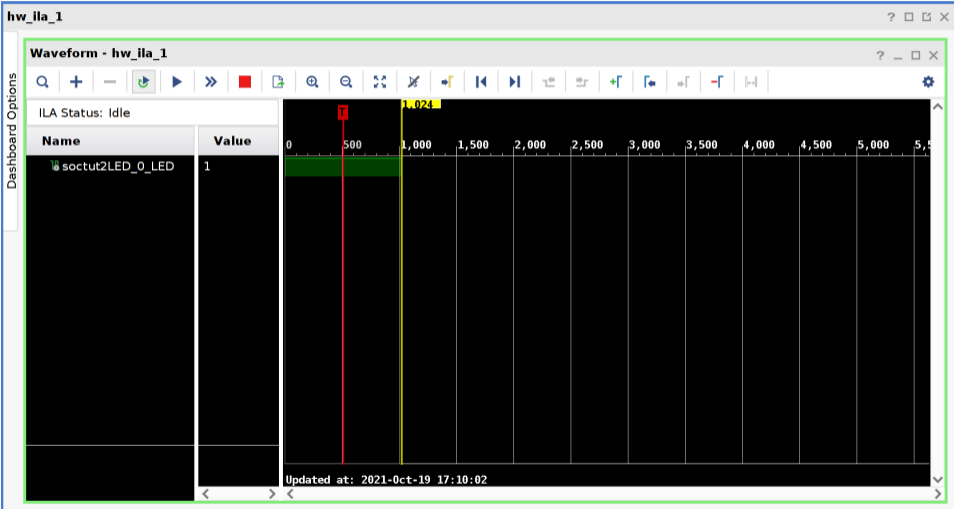 hw_ila_1
Dashboard Options
Waveform - hw_ila_1
ILA Status: Idle
Name Value
soctut2LED_0_LED 1
T 1,024
0 500 1,000 1,500 2,000 2,500 3,000 3,500 4,000 4,500 5,000 5,5
Updated at: 2021-Oct-19 17:10:02